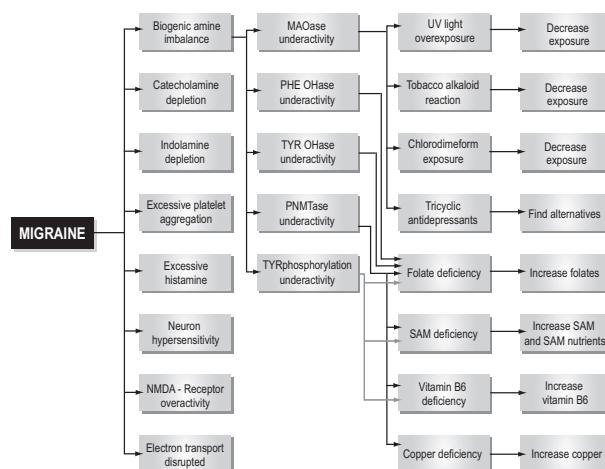 MIGRAINE
Biogenic amine
imbalance
Catecholamine
depletion
Indolamine
depletion
Excessive platelet
aggregation
Excessive
histamine
Neuron
hypersensitivity
NMDA - Receptor
overactivity
Electron transport
disrupted
MAOase
underactivity
PHE OHase
underactivity
TYR OHase
underactivity
PNMTase
underactivity
TYRphosphorylation
underactivity
UV light
overexposure
Tobacco alkaloid
reaction
Chlorodimeform
exposure
Tricyclic
antidepressants
Folate deficiency
SAM deficiency
Vitamin B6
deficiency
Copper deficiency
Decrease
exposure
Decrease
exposure
Decrease
exposure
Find alternatives
Increase folates
Increase SAM
and SAM nutrients
Increase
vitamin B6
Increase copper